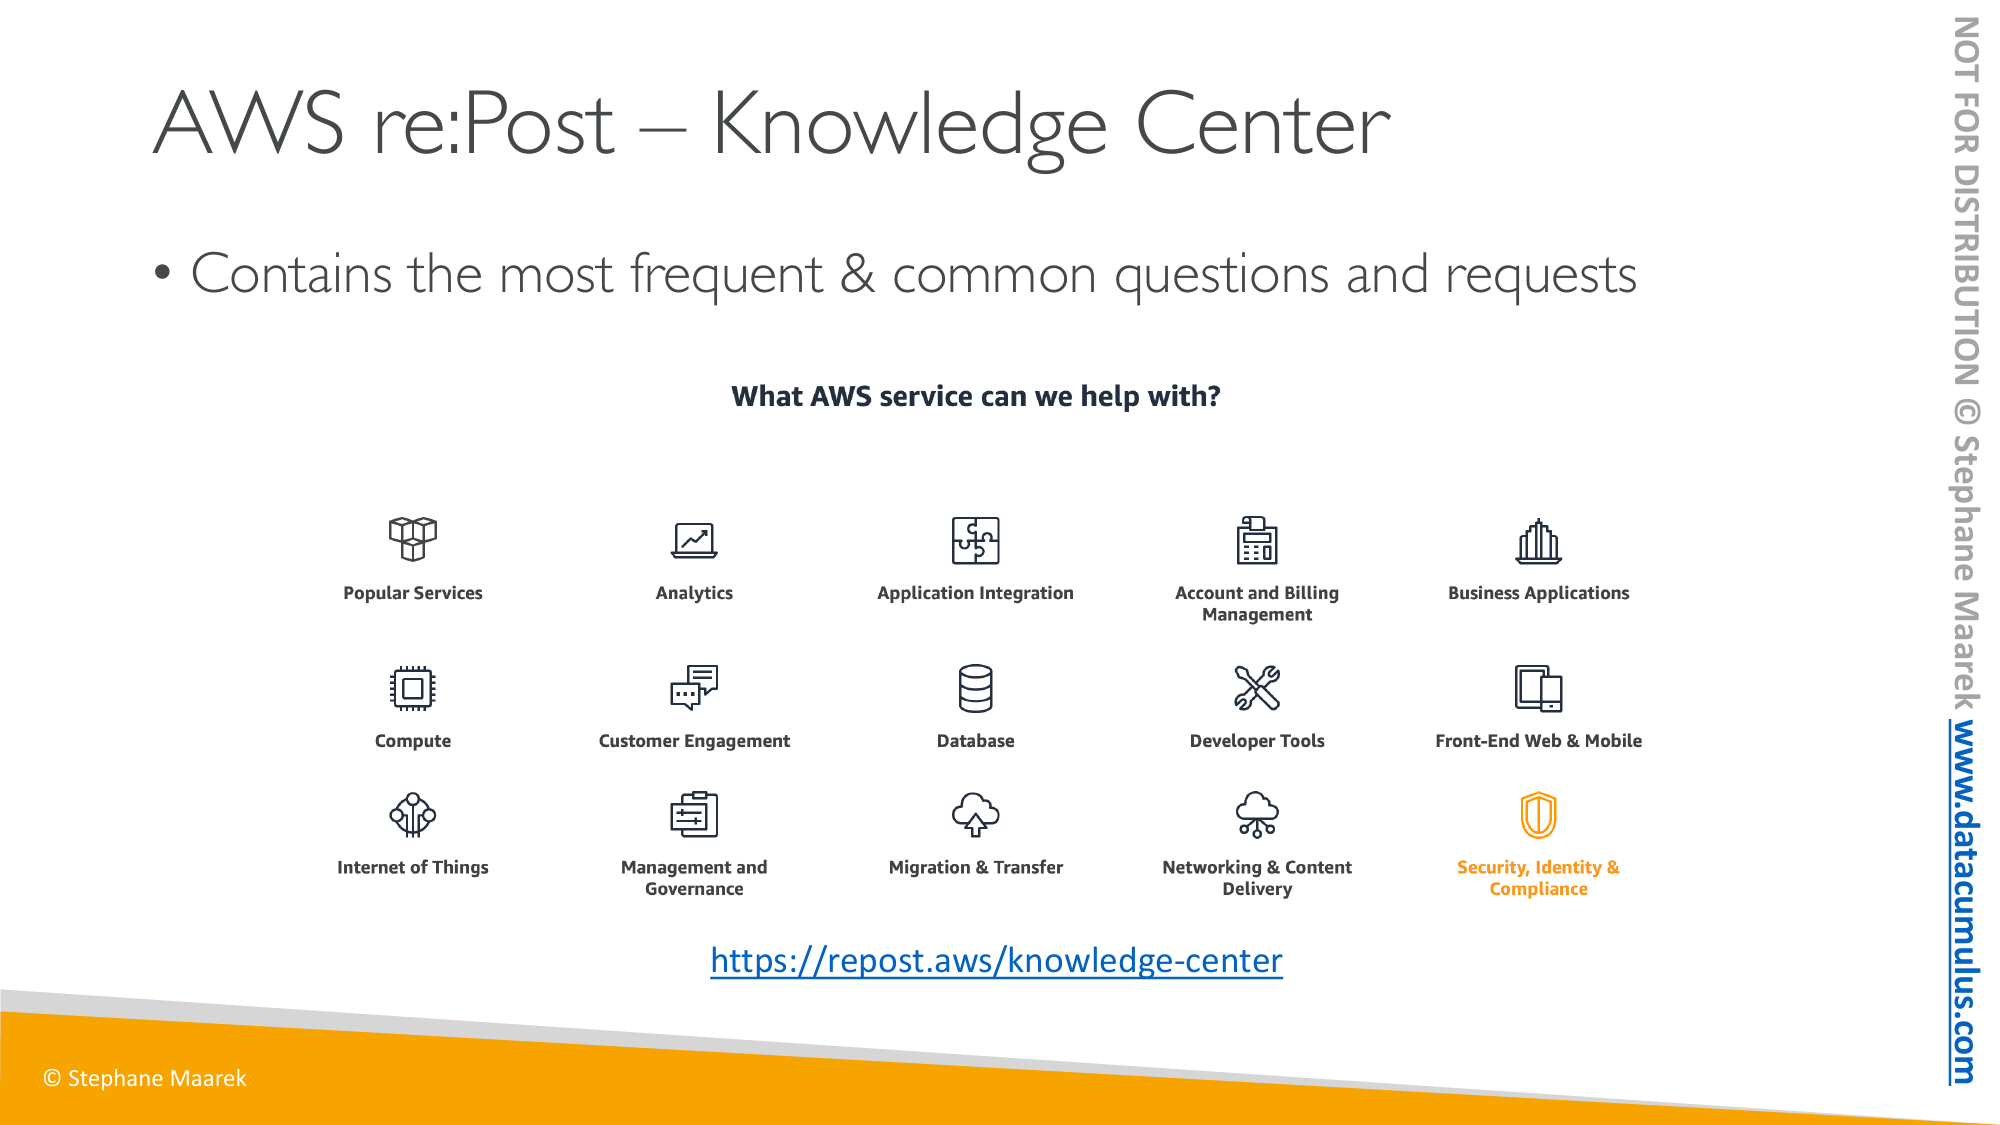 AWS re:Post – Knowledge Center
• Contains the most frequent & common questions and requests
What AWS service can we help with?
Popular Services
Analytics
Application Integration
Account and Billing
Management
Business Applications
Compute
Customer Engagement
Database
Developer Tools
Front-End Web & Mobile
Internet of Things
Management and
Governance
Migration & Transfer
Networking & Content
Delivery
Security, Identity &
Compliance
https://repost.aws/knowledge-center
© Stephane Maarek
NOT FOR DISTRIBUTION © Stephane Maarek www.datacumulus.com